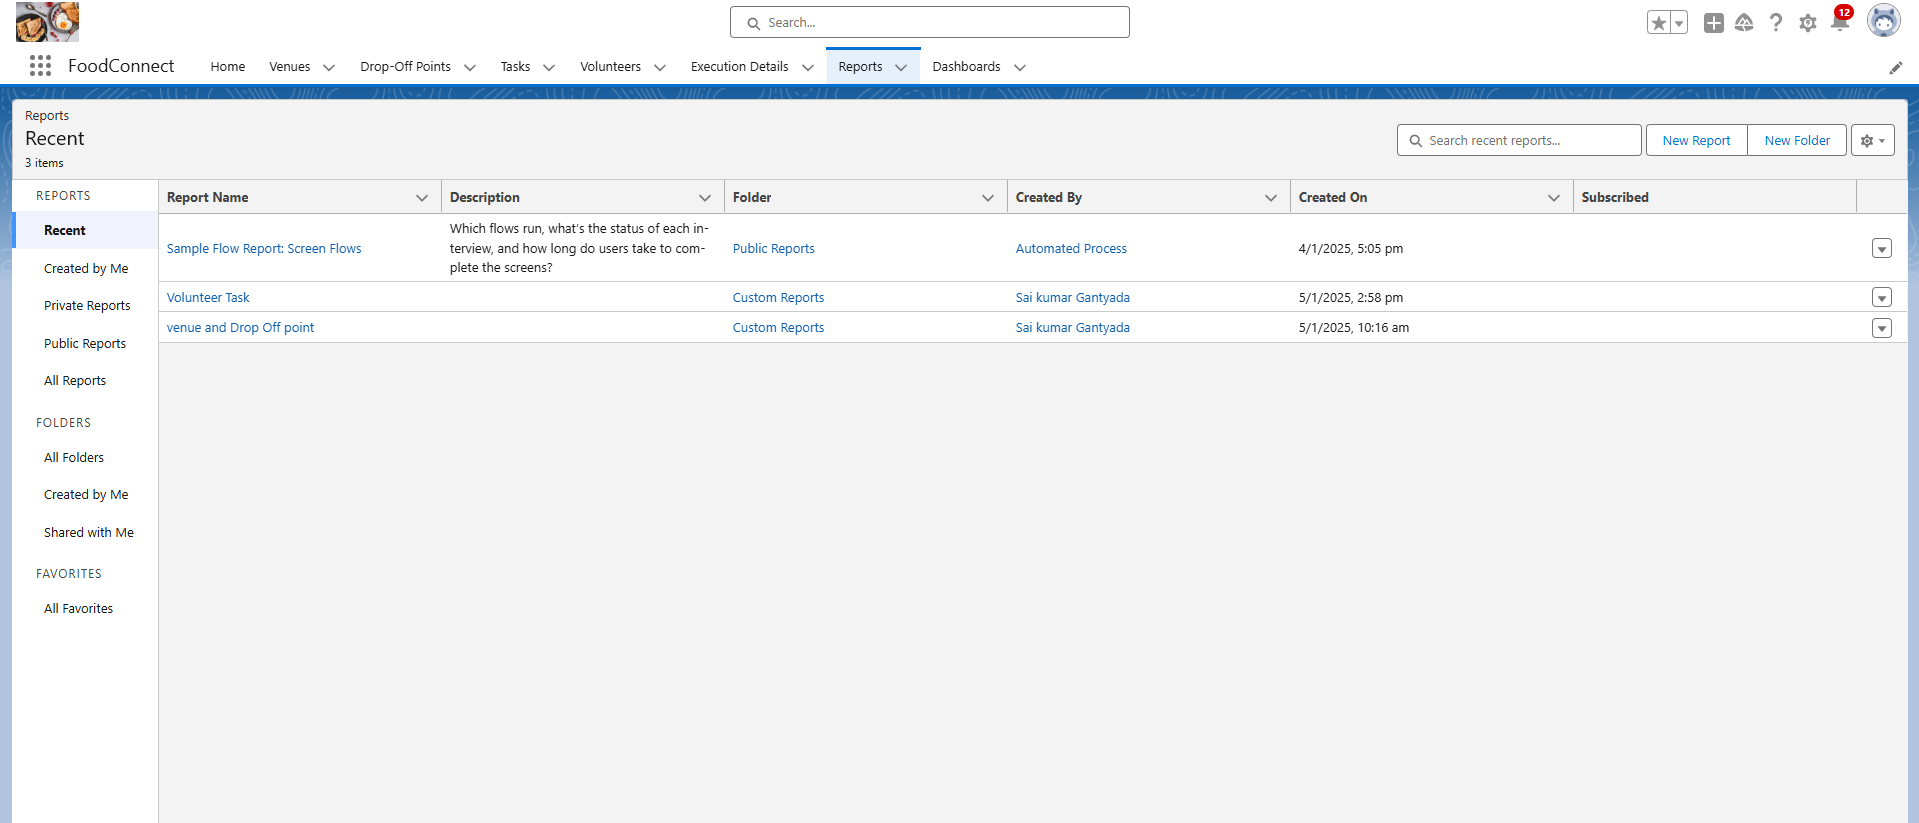 Search...
12
FoodConnect
Home
Venues
Drop-Off Points
Tasks
Volunteers
Execution Details
Reports
Dashboards
Reports
Recent
3 items
Search recent reports...
New Report
New Folder
REPORTS
Recent
Created by Me
Private Reports
Public Reports
All Reports
FOLDERS
All Folders
Created by Me
Shared with Me
FAVORITES
All Favorites
Report Name
Description
Folder
Created By
Created On
Subscribed
Sample Flow Report: Screen Flows
Which flows run, what's the status of each in-
terview, and how long do users take to com-
plete the screens?
Public Reports
Automated Process
4/1/2025, 5:05 pm
Volunteer Task
Custom Reports
Sai kumar Gantyada
5/1/2025, 2:58 pm
venue and Drop Off point
Custom Reports
Sai kumar Gantyada
5/1/2025, 10:16 am